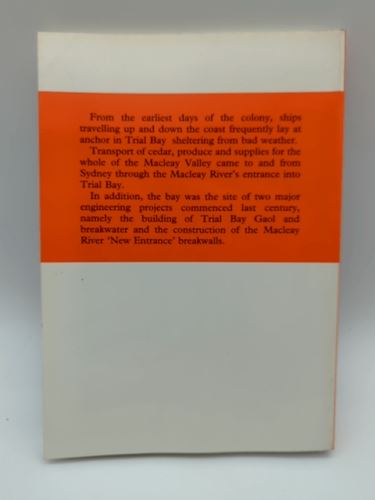 From the earliest days of the colony, ships
travelling up and down the coast frequently lay at
anchor in Trial Bay sheltering from bad weather.
Transport of cedar, produce and supplies for the
whole of the Macleay Valley came to and from
Sydney through the Macleay River's entrance into
Trial Bay.
In addition, the bay was the site of two major
engineering projects commenced last century,
namely the building of Trial Bay Gaol and
breakwater and the construction of the Macleay
River 'New Entrance' breakwalls.